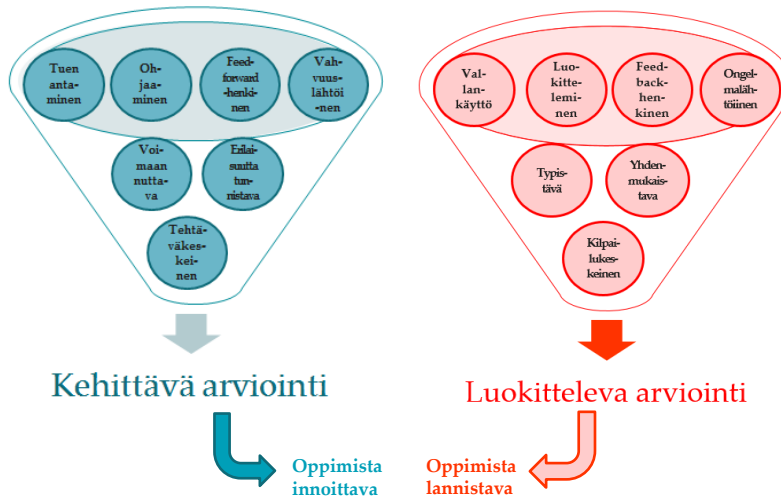 Tuen
anta-
minen
Oh-
jaa-
minen
Feed-
forward
-henki-
nen
Vah-
vuus-
lähtöi
-nen
Voi-
maan
nutta-
va
Erilai-
suutta
tun-
nistava
Tehtä-
väkes-
kei-
nen
Kehittävä arviointi
Oppimista
innoittava
Val-
lan-
käyttö
Luo-
kitte-
lemi-
nen
Feed-
back-
hen-
kinen
Ongel-
maläh-
töiinen
Typis-
tävä
Yhden-
mukais-
tava
Kilpai-
lukes-
keinen
Luokitteleva arviointi
Oppimista
lannistava